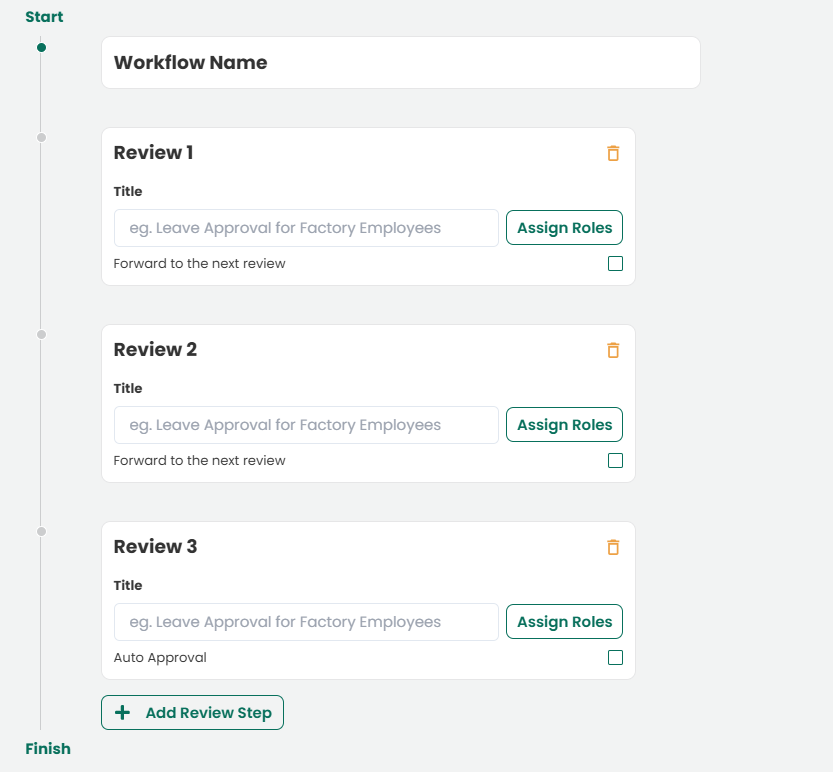 Start
Workflow Name
Review 1
Title
eg. Leave Approval for Factory Employees Assign Roles
Forward to the next review
Review 2
Title
eg. Leave Approval for Factory Employees Assign Roles
Forward to the next review
Review 3
Title
eg. Leave Approval for Factory Employees Assign Roles
Auto Approval
Add Review Step
Finish